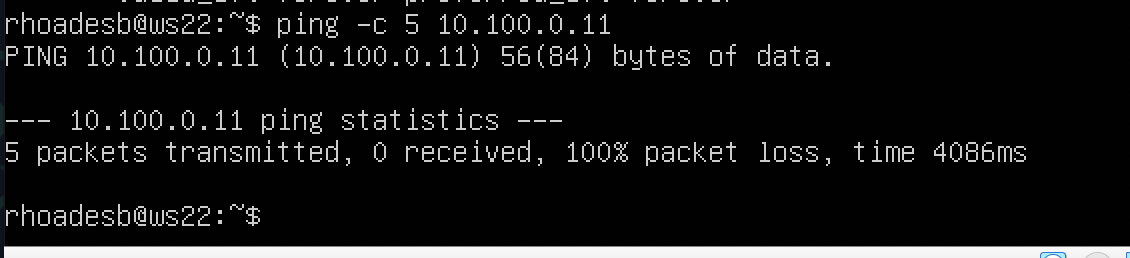 rhoadesb@ws22:~$ ping -c 5 10.100.0.11
PING 10.100.0.11 (10.100.0.11) 56(84) bytes of data.
--- 10.100.0.11 ping statistics ---
5 packets transmitted, 0 received, 100% packet loss, time 4086ms
rhoadesb@ws22:~$